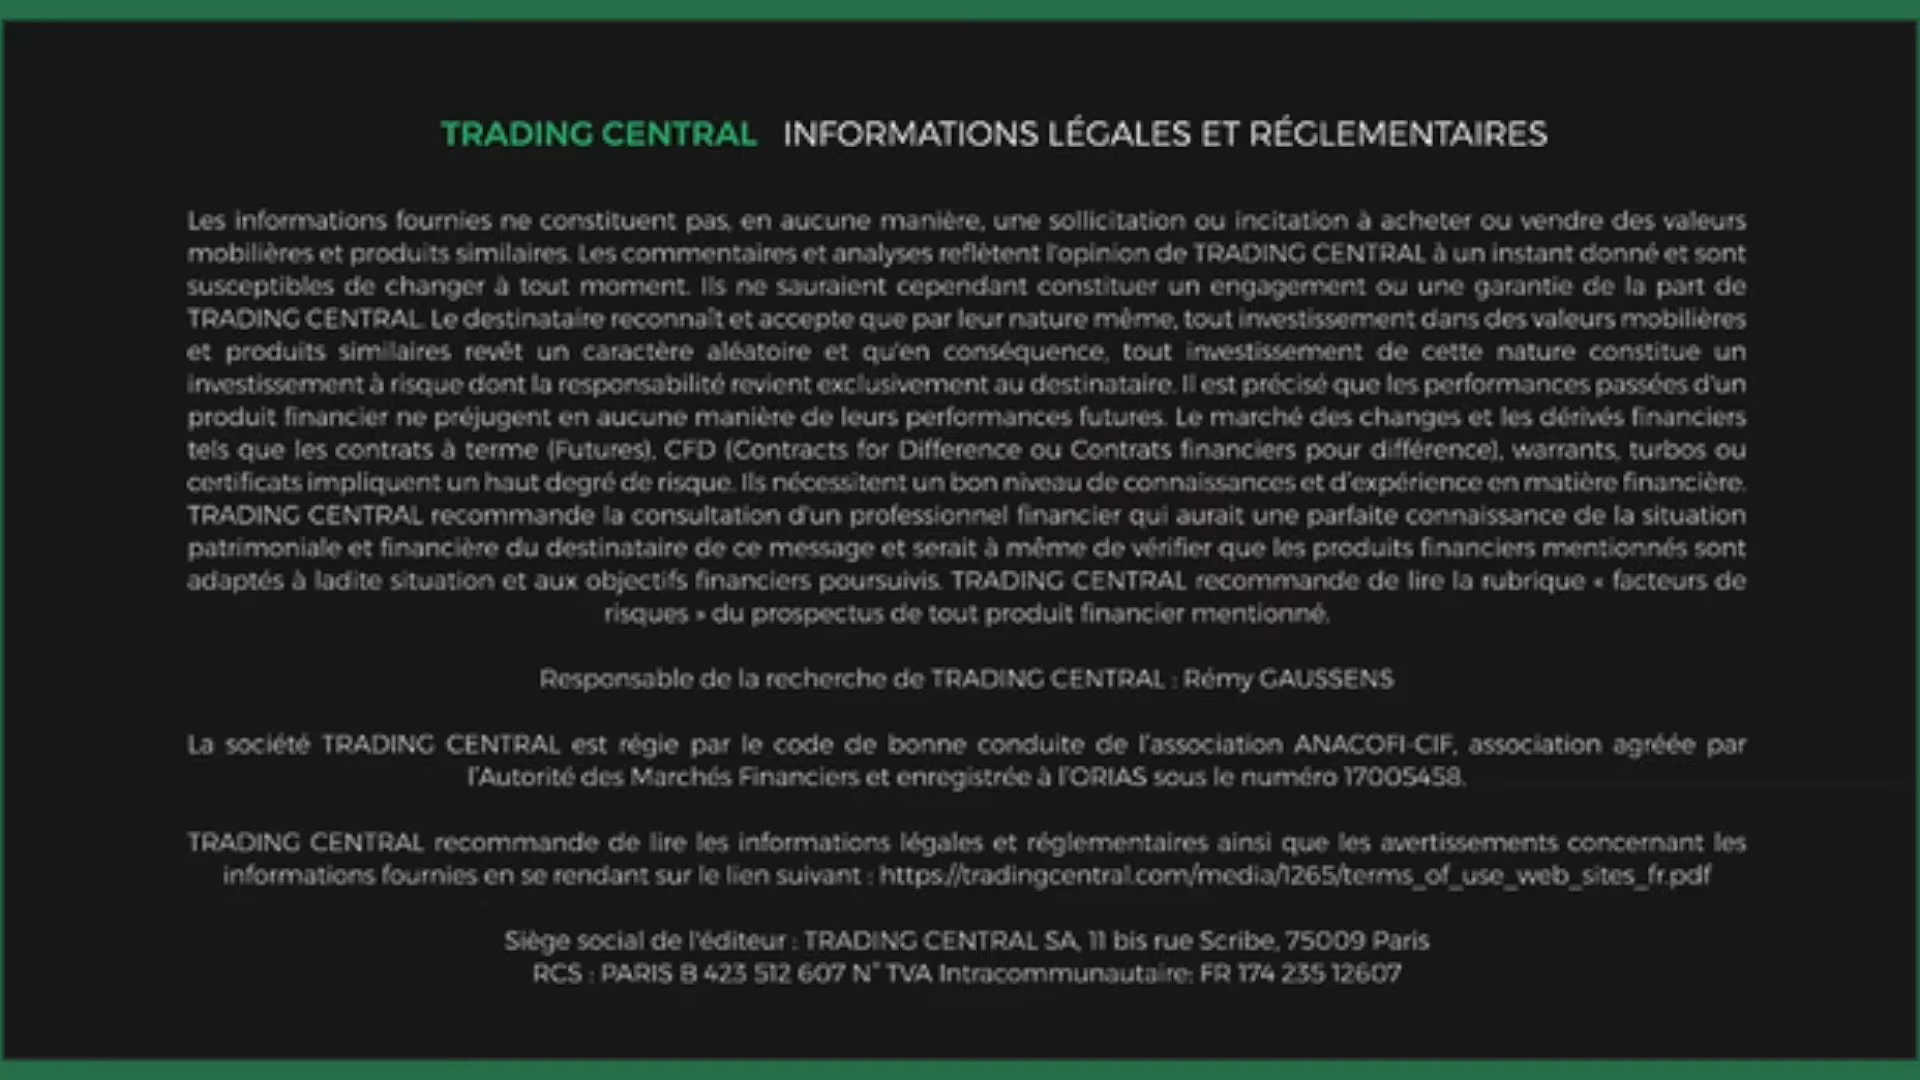 TRADING CENTRAL INFORMATIONS LÉGALES ET RÉGLEMENTAIRES
Les informations fournies ne constituent pas, en aucune manière, une sollicitation ou incitation à acheter ou vendre des valeurs
mobilières et produits similaires. Les commentaires et analyses reflètent l'opinion de TRADING CENTRAL à un instant donné et sont
susceptibles de changer à tout moment. Ils ne sauraient cependant constituer un engagement ou une garantie de la part de
TRADING CENTRAL. Le destinataire reconnaît et accepte que par leur nature même, tout investissement dans des valeurs mobilières
et produits similaires revêt un caractère aléatoire et qu'en conséquence, tout investissement de cette nature constitue un
investissement à risque dont la responsabilité revient exclusivement au destinataire. Il est précisé que les performances passées d'un
produit financier ne préjugent en aucune manière de leurs performances futures. Le marché des changes et les dérivés financiers
tels que les contrats à terme (Futures), CFD (Contracts for Difference ou Contrats financiers pour différence), warrants, turbos ou
certificats impliquent un haut degré de risque. Ils nécessitent un bon niveau de connaissances et d'expérience en matière financière.
TRADING CENTRAL recommande la consultation d'un professionnel financier qui aurait une parfaite connaissance de la situation
patrimoniale et financière du destinataire de ce message et serait à même de vérifier que les produits financiers mentionnés sont
adaptés à ladite situation et aux objectifs financiers poursuivis. TRADING CENTRAL recommande de lire la rubrique « facteurs de
risques » du prospectus de tout produit financier mentionné.
Responsable de la recherche de TRADING CENTRAL : Rémy GAUSSENS
La société TRADING CENTRAL est régie par le code de bonne conduite de l'association ANACOFI-CIF, association agréée par
l'Autorité des Marchés Financiers et enregistrée à l'ORIAS sous le numéro 17005458.
TRADING CENTRAL recommande de lire les informations légales et réglementaires ainsi que les avertissements concernant les
informations fournies en se rendant sur le lien suivant : https://tradingcentral.com/media/1265/terms_of_use_web_sites_fr.pdf
Siège social de l'éditeur : TRADING CENTRAL SA, 11 bis rue Scribe, 75009 Paris
RCS : PARIS B 423 512 607 N° TVA Intracommunautaire: FR 174 235 12607